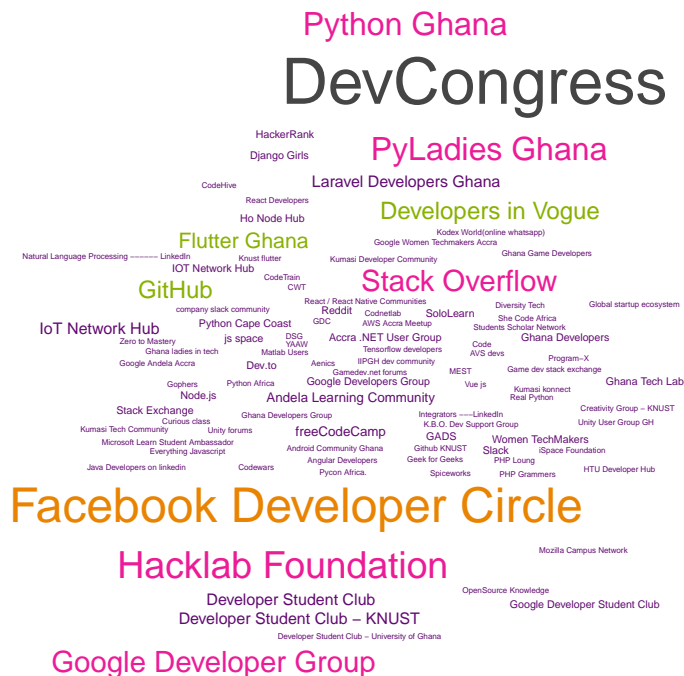 Python Ghana
DevCongress
HackerRank
PyLadies Ghana
Django Girls
Laravel Developers Ghana
CodeHive
React Developers
Developers in Vogue
Ho Node Hub
Kodex World(online whatsapp)
Flutter Ghana
Google Women Techmakers Accra
Natural Language Processing −−−−−− LinkedIn
Knust flutter
Kumasi Developer Community
Ghana Game Developers
IOT Network Hub
CodeTrain
Stack Overflow
GitHub
CWT
React / React Native Communities
Diversity Tech
Global startup ecosystem
company slack community
Reddit
Codnetlab
SoloLearn
IoT Network Hub
Python Cape Coast
GDC
AWS Accra Meetup
She Code Africa
Students Scholar Network
Zero to Mastery
js space
DSG
YAAW
Accra .NET User Group
Code
Ghana Developers
Ghana ladies in tech
Matlab Users
Tensorflow developers
AVS devs
Google Andela Accra
Dev.to
Aenics
IIPGH dev community
Program−X
Gamedev.net forums
MEST
Game dev stack exchange
Gophers
Python Africa
Google Developers Group
Vue js
Kumasi konnect
Ghana Tech Lab
Node.js
Andela Learning Community
Real Python
Stack Exchange
Ghana Developers Group
Integrators −−−LinkedIn
Creativity Group − KNUST
Curious class
K.B.O. Dev Support Group
Unity User Group GH
Kumasi Tech Community
Unity forums
freeCodeCamp
GADS
Women TechMakers
Microsoft Learn Student Ambassador
Everything Javascript
Android Community Ghana
Github KNUST
Slack
iSpace Foundation
Angular Developers
Geek for Geeks
PHP Loung
Java Developers on linkedin
Codewars
Pycon Africa.
Spiceworks
PHP Grammers
HTU Developer Hub
Facebook Developer Circle
Mozilla Campus Network
Hacklab Foundation
OpenSource Knowledge
Developer Student Club
Google Developer Student Club
Developer Student Club − KNUST
Developer Student Club − University of Ghana
Google Developer Group